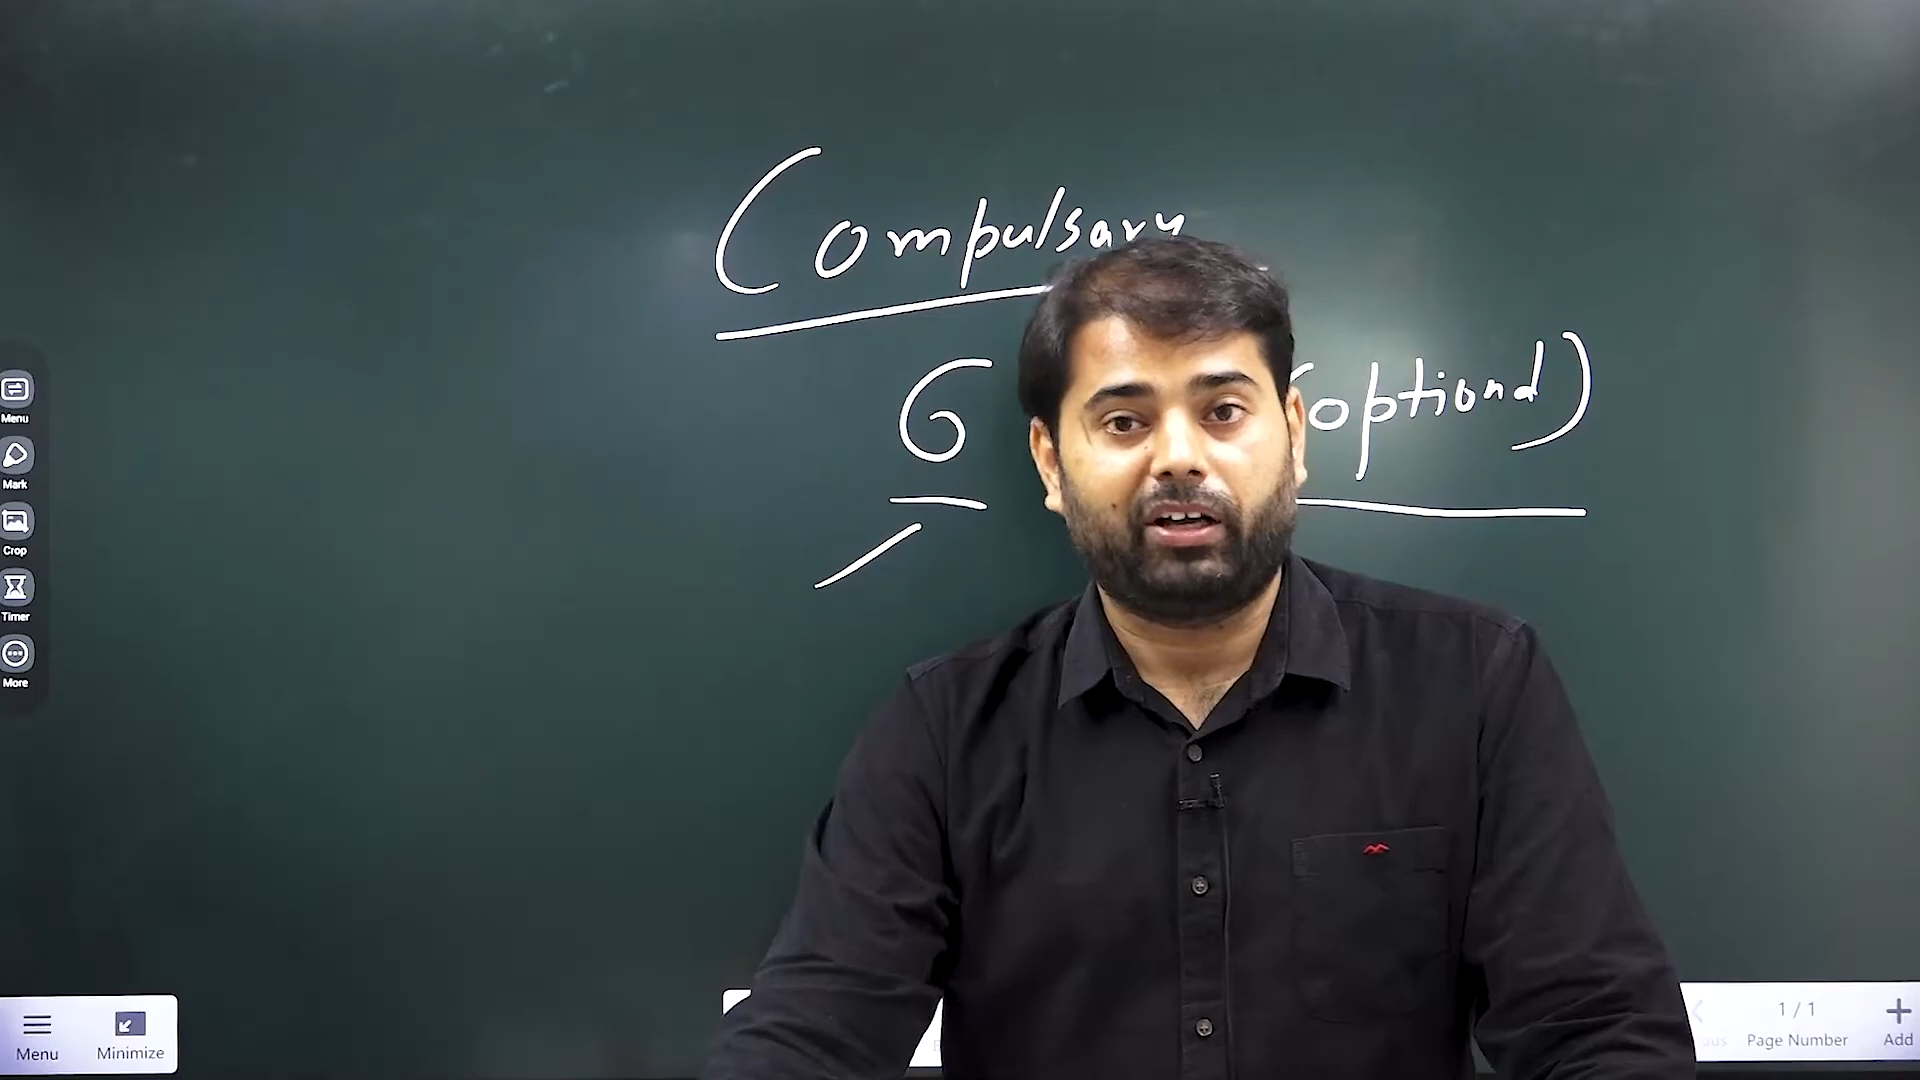 Compulsary
6 (optional)
Menu
Mark
Crop
Timer
More
Menu Minimize
1/1
Page Number Add